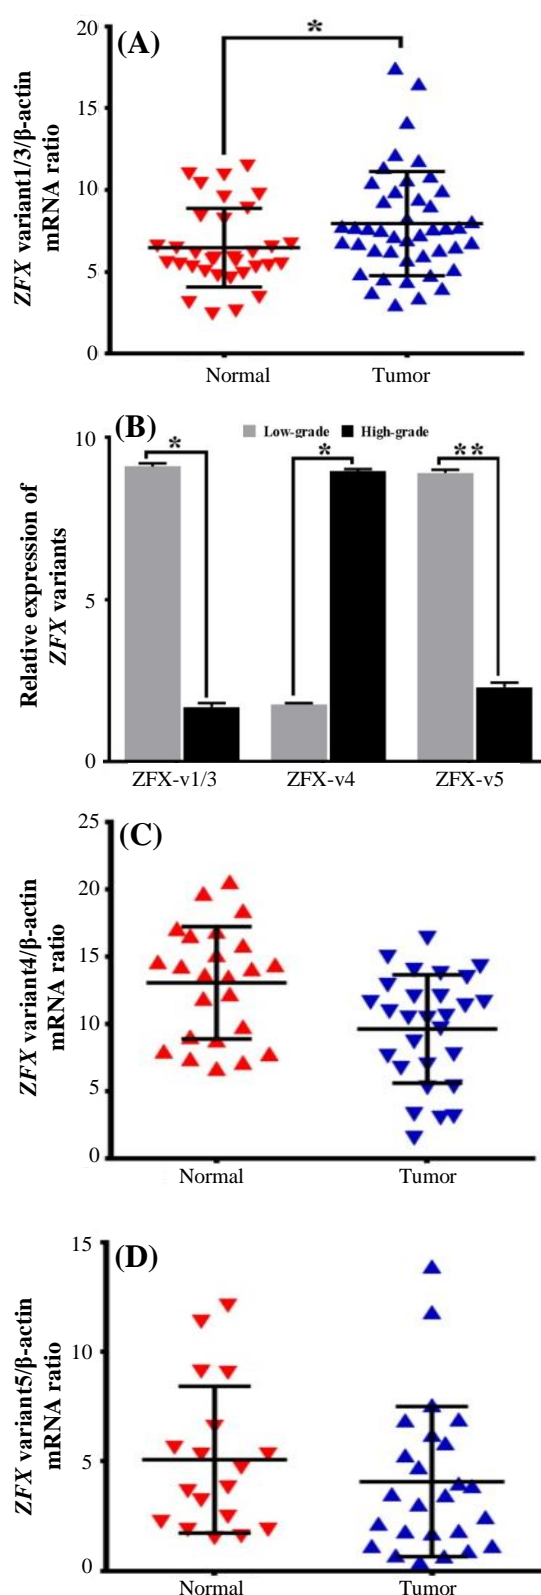 (A)
*
ZFX variant1/3/β-actin
mRNA ratio
20
15
10
5
0
Normal Tumor
(B)
Low-grade High-grade
* * **
Relative expression of
ZFX variants
10
5
0
ZFX-v1/3 ZFX-v4 ZFX-v5
(C)
ZFX variant4/β-actin
mRNA ratio
25
20
15
10
5
0
Normal Tumor
(D)
ZFX variant5/β-actin
mRNA ratio
15
10
5
0
Normal Tumor